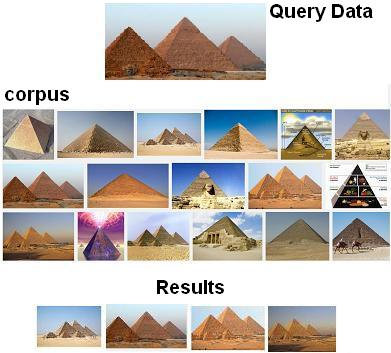 Query Data
corpus
Results